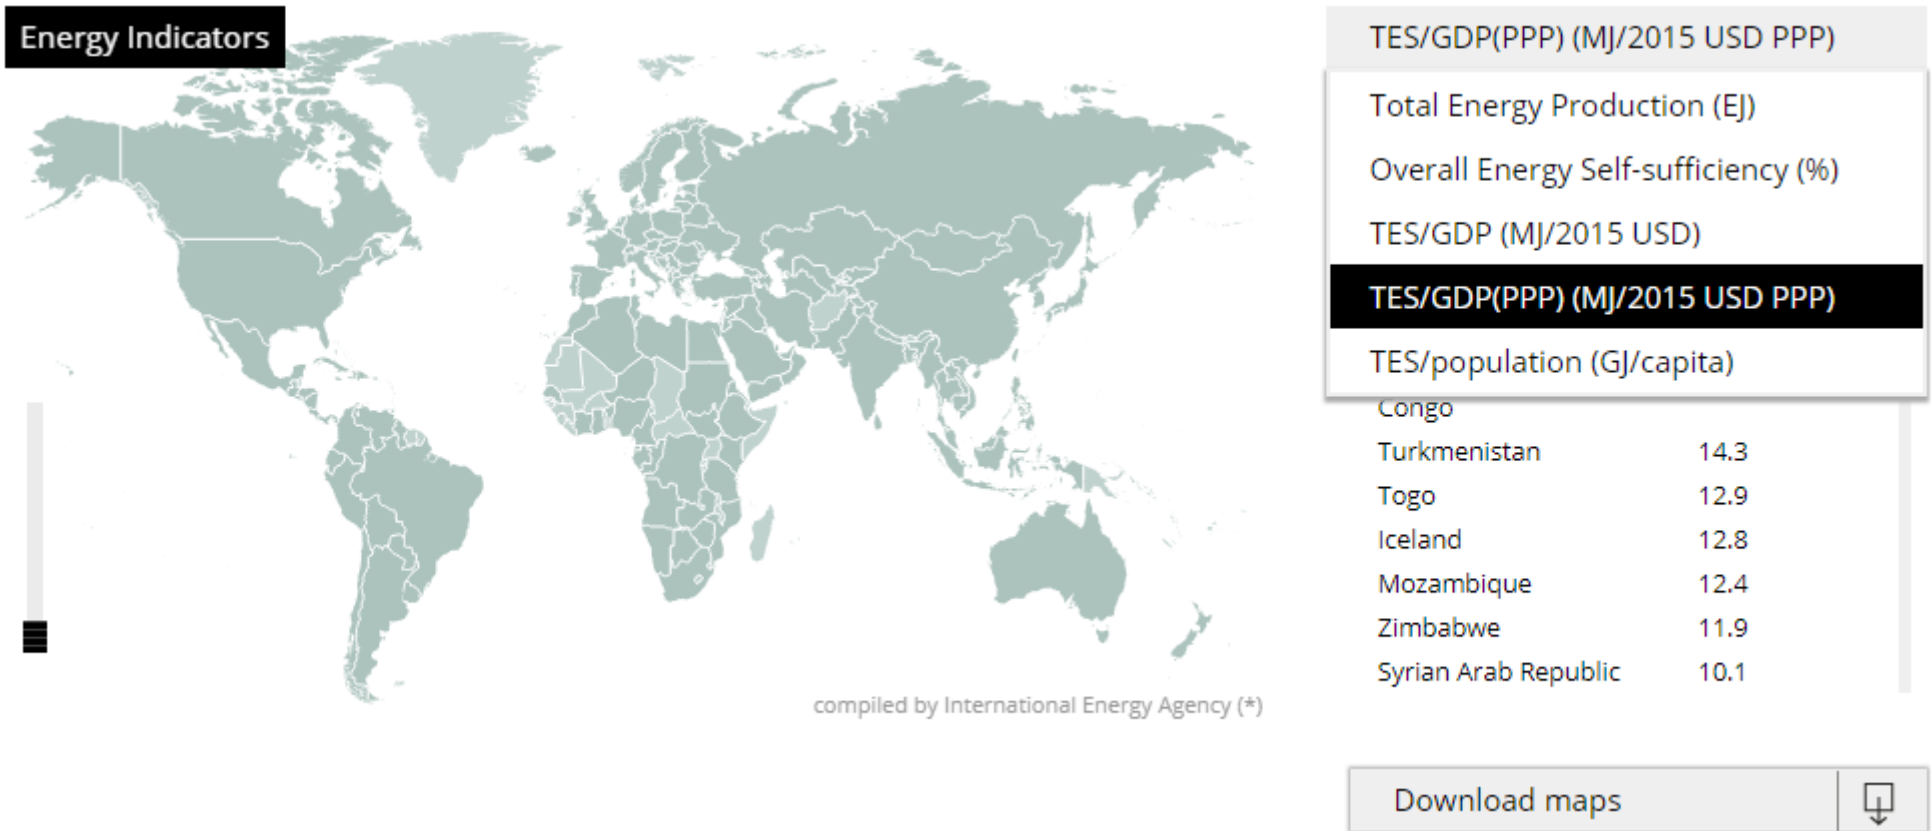 Energy Indicators
TES/GDP(PPP) (MJ/2015 USD PPP)
Total Energy Production (EJ)
Overall Energy Self-sufficiency (%)
TES/GDP (MJ/2015 USD)
TES/GDP(PPP) (MJ/2015 USD PPP)
TES/population (GJ/capita)
Congo
Turkmenistan 14.3
Togo 12.9
Iceland 12.8
Mozambique 12.4
Zimbabwe 11.9
Syrian Arab Republic 10.1
compiled by International Energy Agency (*)
Download maps